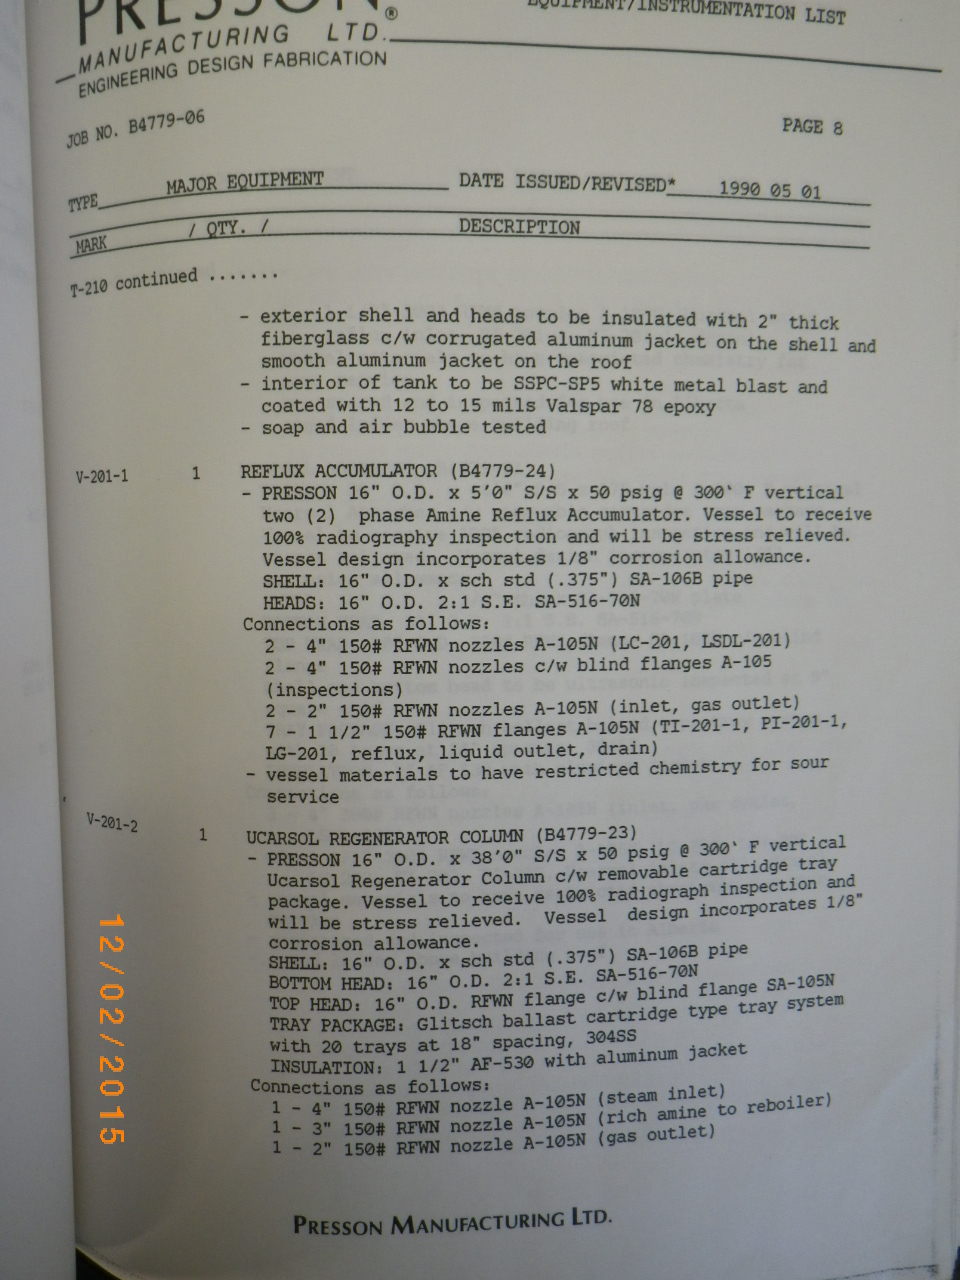 PRESSON®
EQUIPMENT/INSTRUMENTATION LIST
MANUFACTURING LTD.
ENGINEERING DESIGN FABRICATION
JOB NO. B4779-06
PAGE 8
TYPE MAJOR EQUIPMENT DATE ISSUED/REVISED* 1990 05 01
MARK / QTY. / DESCRIPTION
T-210 continued .......
- exterior shell and heads to be insulated with 2" thick
fiberglass c/w corrugated aluminum jacket on the shell and
smooth aluminum jacket on the roof
- interior of tank to be SSPC-SP5 white metal blast and
coated with 12 to 15 mils Valspar 78 epoxy
- soap and air bubble tested
V-201-1 1 REFLUX ACCUMULATOR (B4779-24)
- PRESSON 16" O.D. x 5'0" S/S x 50 psig @ 300` F vertical
two (2) phase Amine Reflux Accumulator. Vessel to receive
100% radiography inspection and will be stress relieved.
Vessel design incorporates 1/8" corrosion allowance.
SHELL: 16" O.D. x sch std (.375") SA-106B pipe
HEADS: 16" O.D. 2:1 S.E. SA-516-70N
Connections as follows:
2 - 4" 150# RFWN nozzles A-105N (LC-201, LSDL-201)
2 - 4" 150# RFWN nozzles c/w blind flanges A-105
(inspections)
2 - 2" 150# RFWN nozzles A-105N (inlet, gas outlet)
7 - 1 1/2" 150# RFWN flanges A-105N (TI-201-1, PI-201-1,
LG-201, reflux, liquid outlet, drain)
- vessel materials to have restricted chemistry for sour
service
V-201-2 1 UCARSOL REGENERATOR COLUMN (B4779-23)
- PRESSON 16" O.D. x 38'0" S/S x 50 psig @ 300` F vertical
Ucarsol Regenerator Column c/w removable cartridge tray
package. Vessel to receive 100% radiograph inspection and
will be stress relieved. Vessel design incorporates 1/8"
corrosion allowance.
SHELL: 16" O.D. x sch std (.375") SA-106B pipe
BOTTOM HEAD: 16" O.D. 2:1 S.E. SA-516-70N
TOP HEAD: 16" O.D. RFWN flange c/w blind flange SA-105N
TRAY PACKAGE: Glitsch ballast cartridge type tray system
with 20 trays at 18" spacing, 304SS
INSULATION: 1 1/2" AF-530 with aluminum jacket
Connections as follows:
1 - 4" 150# RFWN nozzle A-105N (steam inlet)
1 - 3" 150# RFWN nozzle A-105N (rich amine to reboiler)
1 - 2" 150# RFWN nozzle A-105N (gas outlet)
PRESSON MANUFACTURING LTD.
12/02/2015